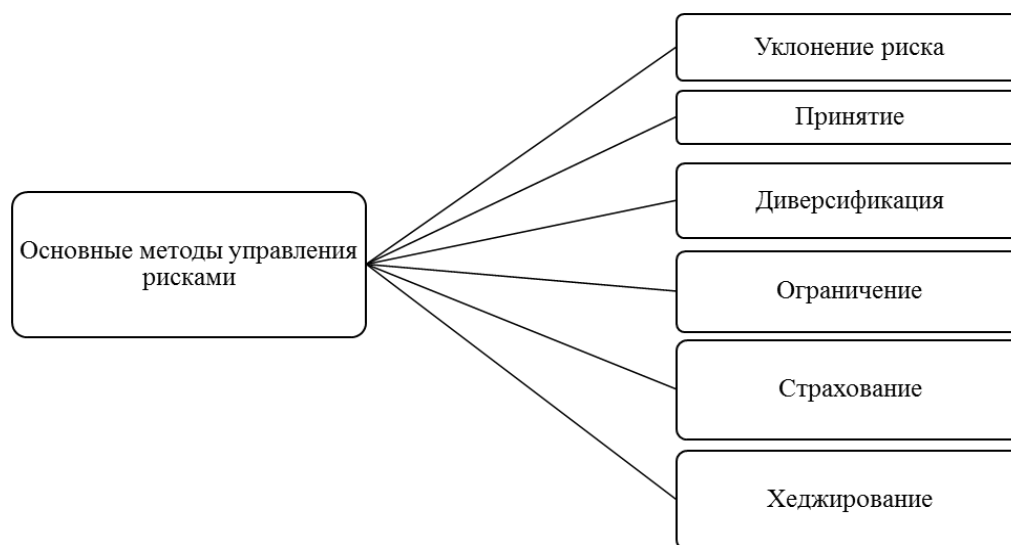 Уклонение риска
Принятие
Диверсификация
Основные методы управления
рисками
Ограничение
Страхование
Хеджирование